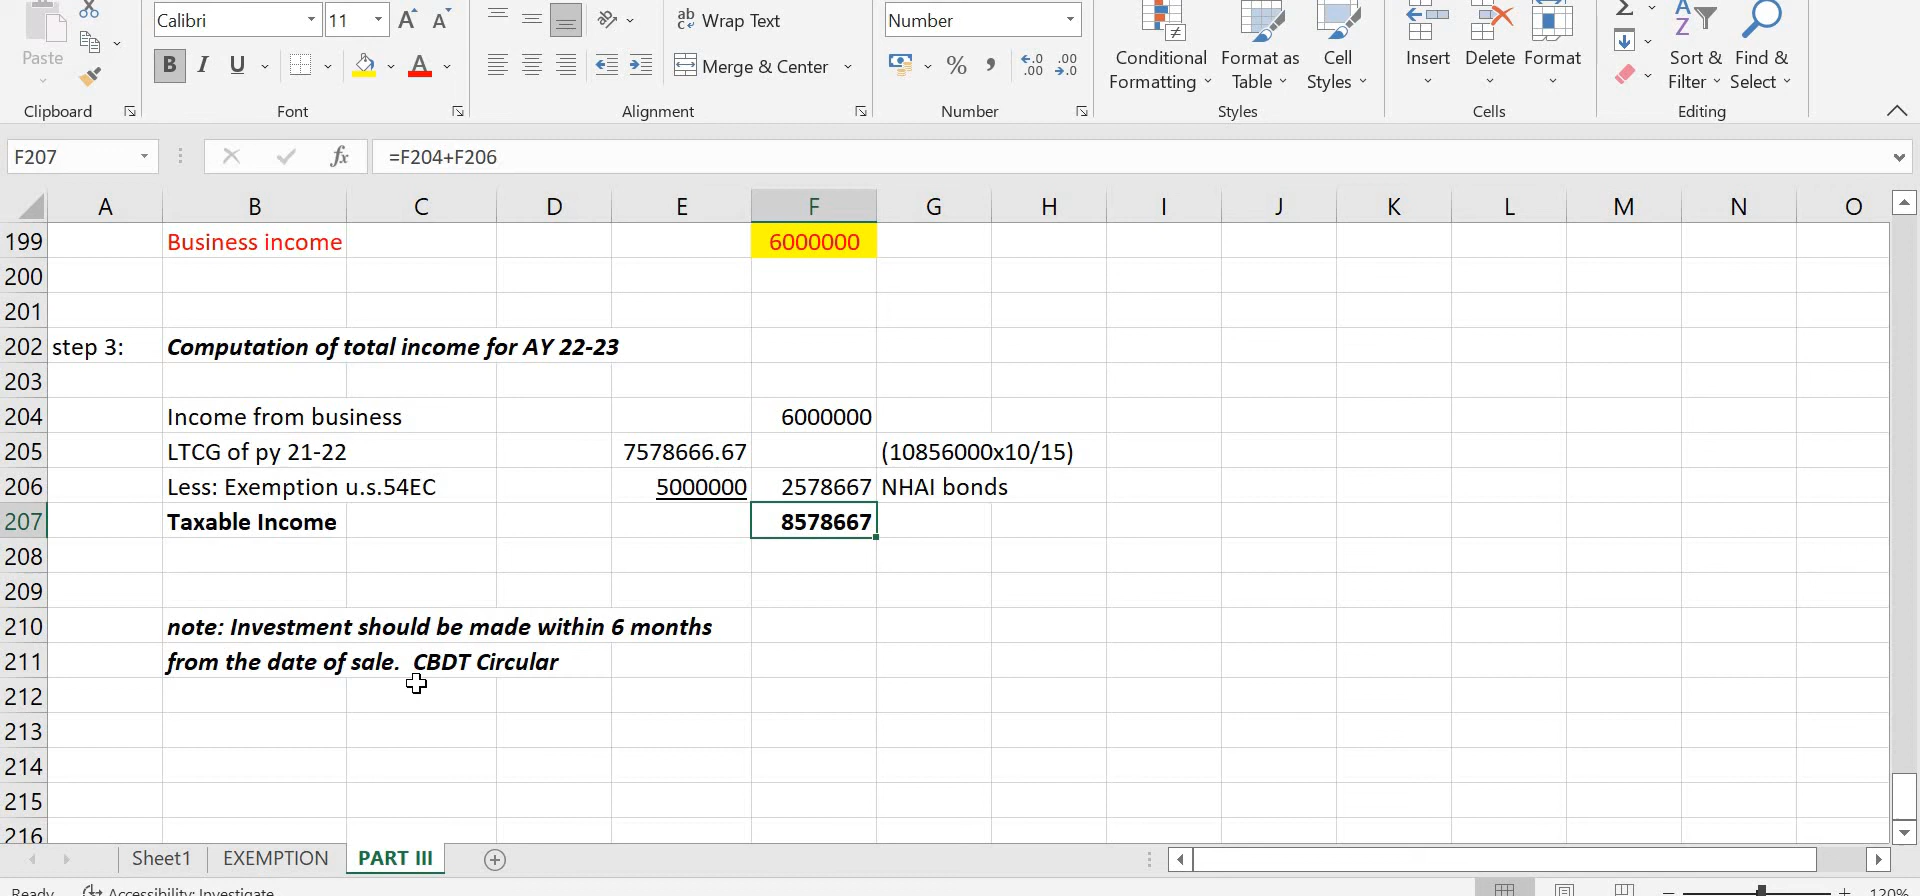 Calibri 11 Wrap Text Number
Paste B I U Merge & Center % Conditional Formatting Format as Table Cell Styles Insert Delete Format Sort & Filter Find & Select
Clipboard Font Alignment Number Styles Cells Editing
F207 fx =F204+F206
A B C D E F G H I J K L M N O
199 Business income 6000000
200
201
202 step 3: Computation of total income for AY 22-23
203
204 Income from business 6000000
205 LTCG of py 21-22 7578666.67 (10856000x10/15)
206 Less: Exemption u.s.54EC 5000000 2578667 NHAI bonds
207 Taxable Income 8578667
208
209
210 note: Investment should be made within 6 months
211 from the date of sale. CBDT Circular
212
213
214
215
216
Sheet1 EXEMPTION PART III
Ready Accessibility: Investigate 120%